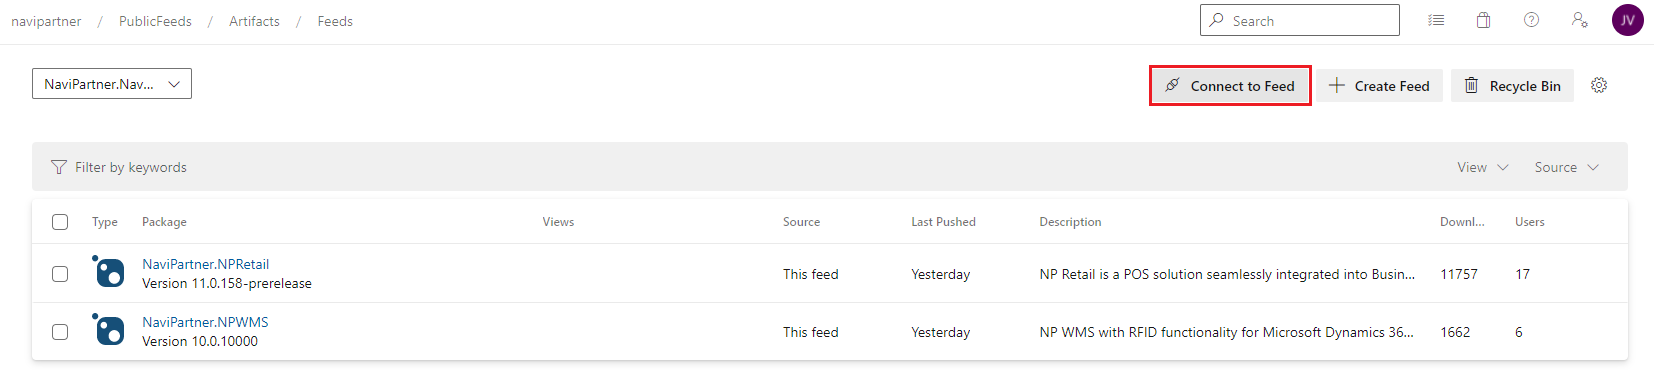 navipartner / PublicFeeds / Artifacts / Feeds
Search
JV
NaviPartner.Nav...
Connect to Feed
Create Feed
Recycle Bin
Filter by keywords
View
Source
Type Package Views Source Last Pushed Description Downl... Users
NaviPartner.NPRetail
Version 11.0.158-prerelease
This feed Yesterday NP Retail is a POS solution seamlessly integrated into Busin... 11757 17
NaviPartner.NPWMS
Version 10.0.10000
This feed Yesterday NP WMS with RFID functionality for Microsoft Dynamics 36... 1662 6